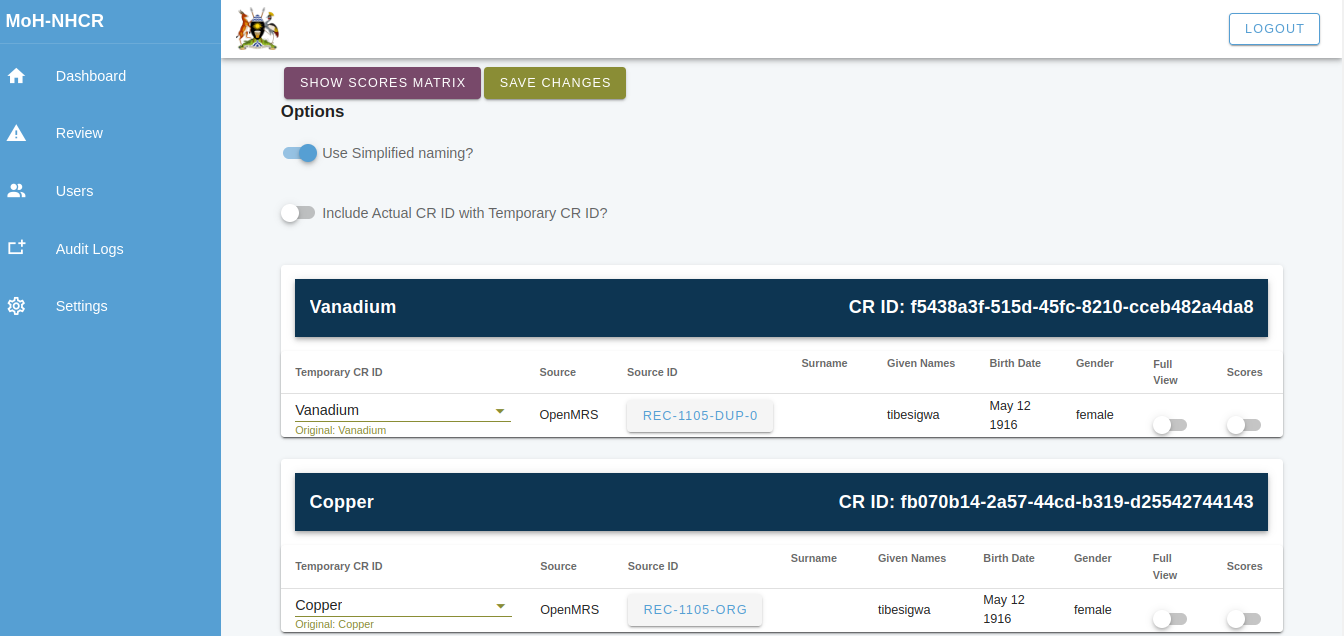 MoH-NHCR
LOGOUT
Dashboard
Review
Users
Audit Logs
Settings
SHOW SCORES MATRIX SAVE CHANGES
Options
Use Simplified naming?
Include Actual CR ID with Temporary CR ID?
Vanadium CR ID: f5438a3f-515d-45fc-8210-cceb482a4da8
Temporary CR ID Source Source ID Surname Given Names Birth Date Gender Full View Scores
Vanadium OpenMRS REC-1105-DUP-0 tibesigwa May 12 1916 female
Original: Vanadium
Copper CR ID: fb070b14-2a57-44cd-b319-d25542744143
Temporary CR ID Source Source ID Surname Given Names Birth Date Gender Full View Scores
Copper OpenMRS REC-1105-ORG tibesigwa May 12 1916 female
Original: Copper